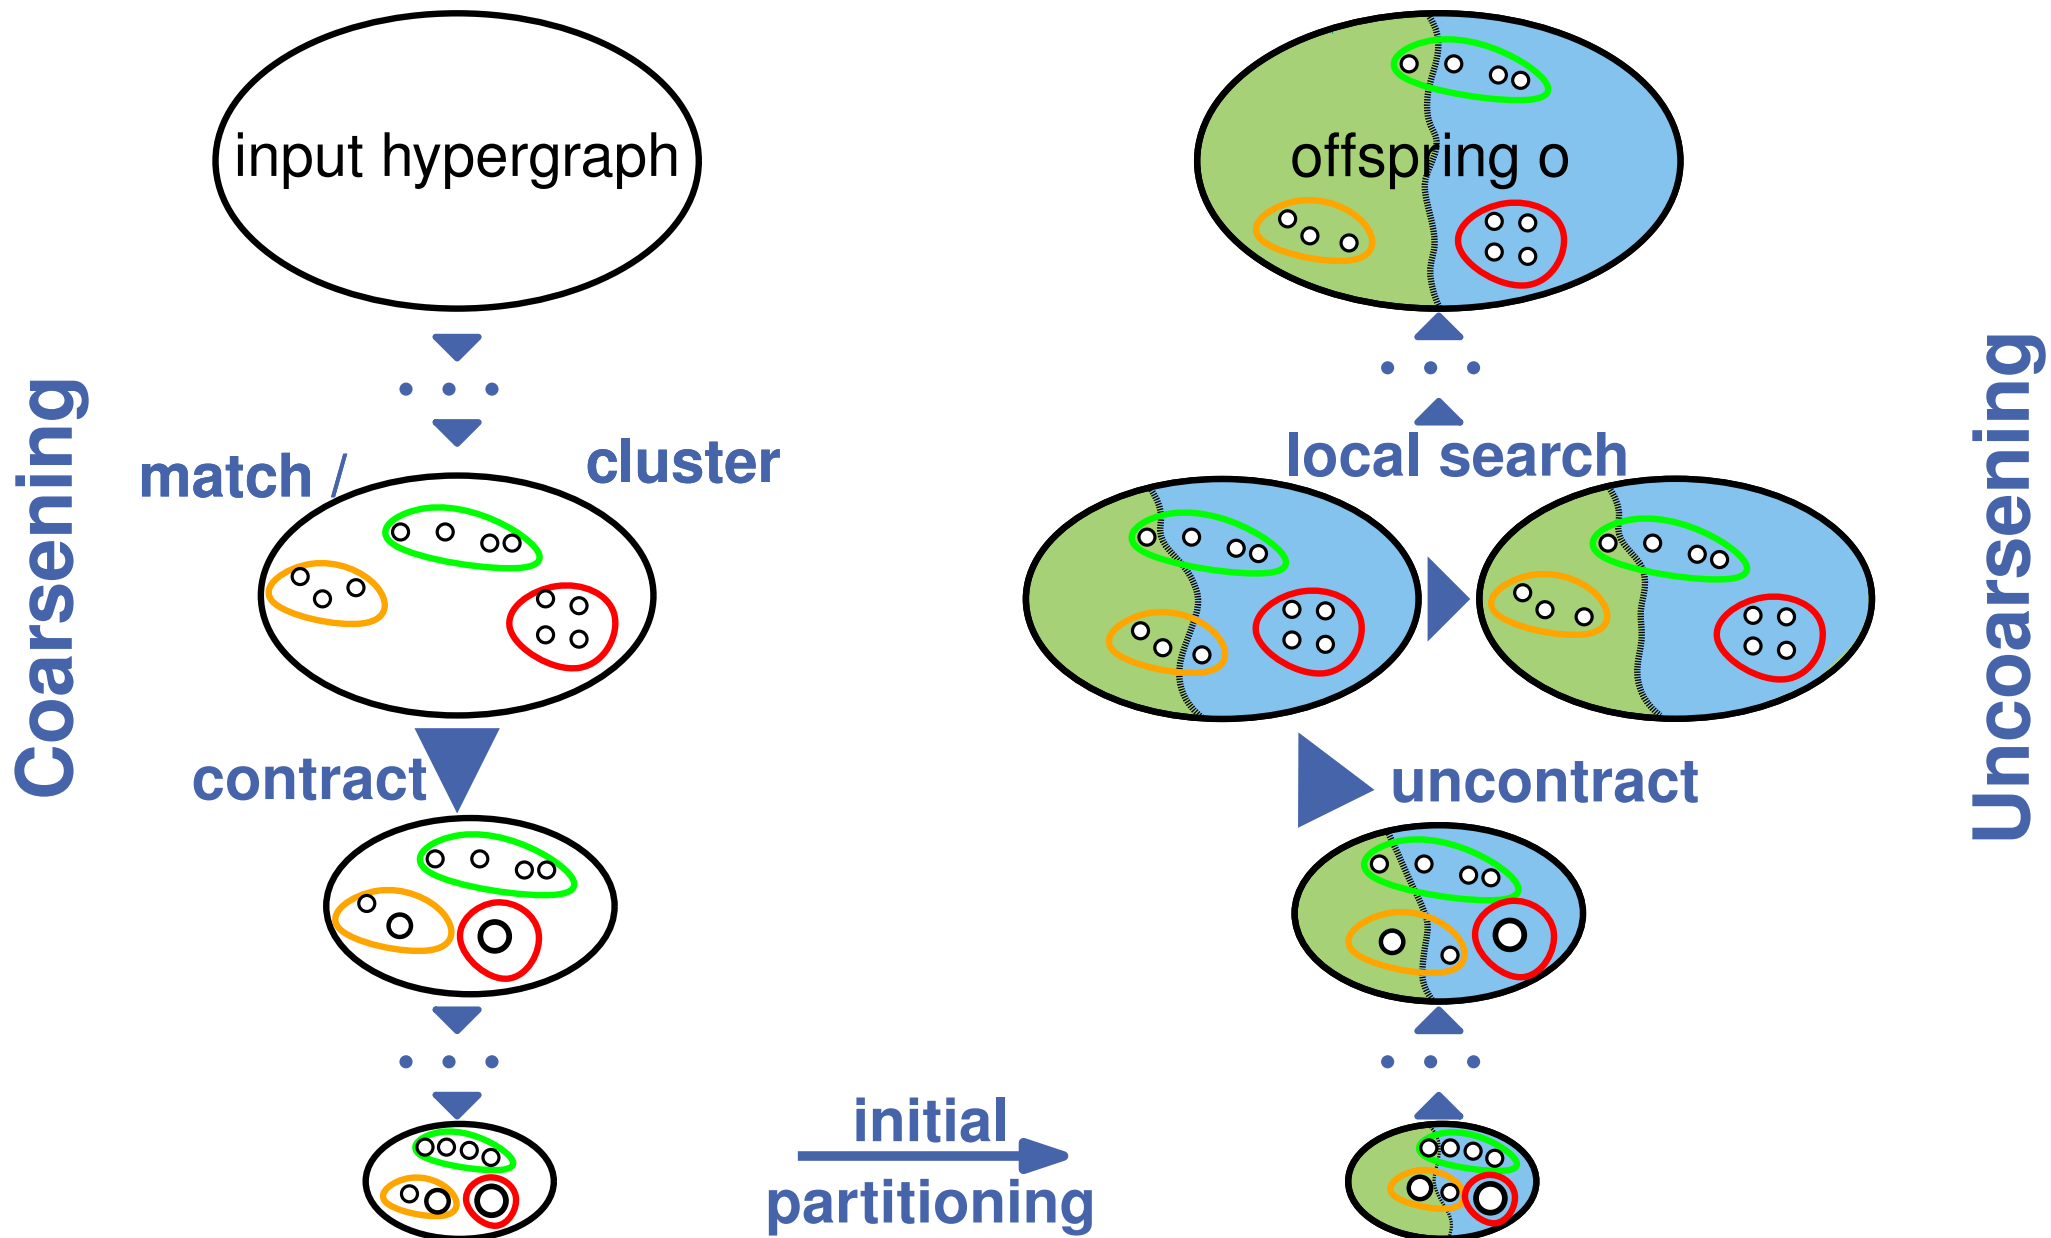 input hypergraph
offspring o
Coarsening
match /
cluster
local search
Uncoarsening
contract
uncontract
initial
partitioning